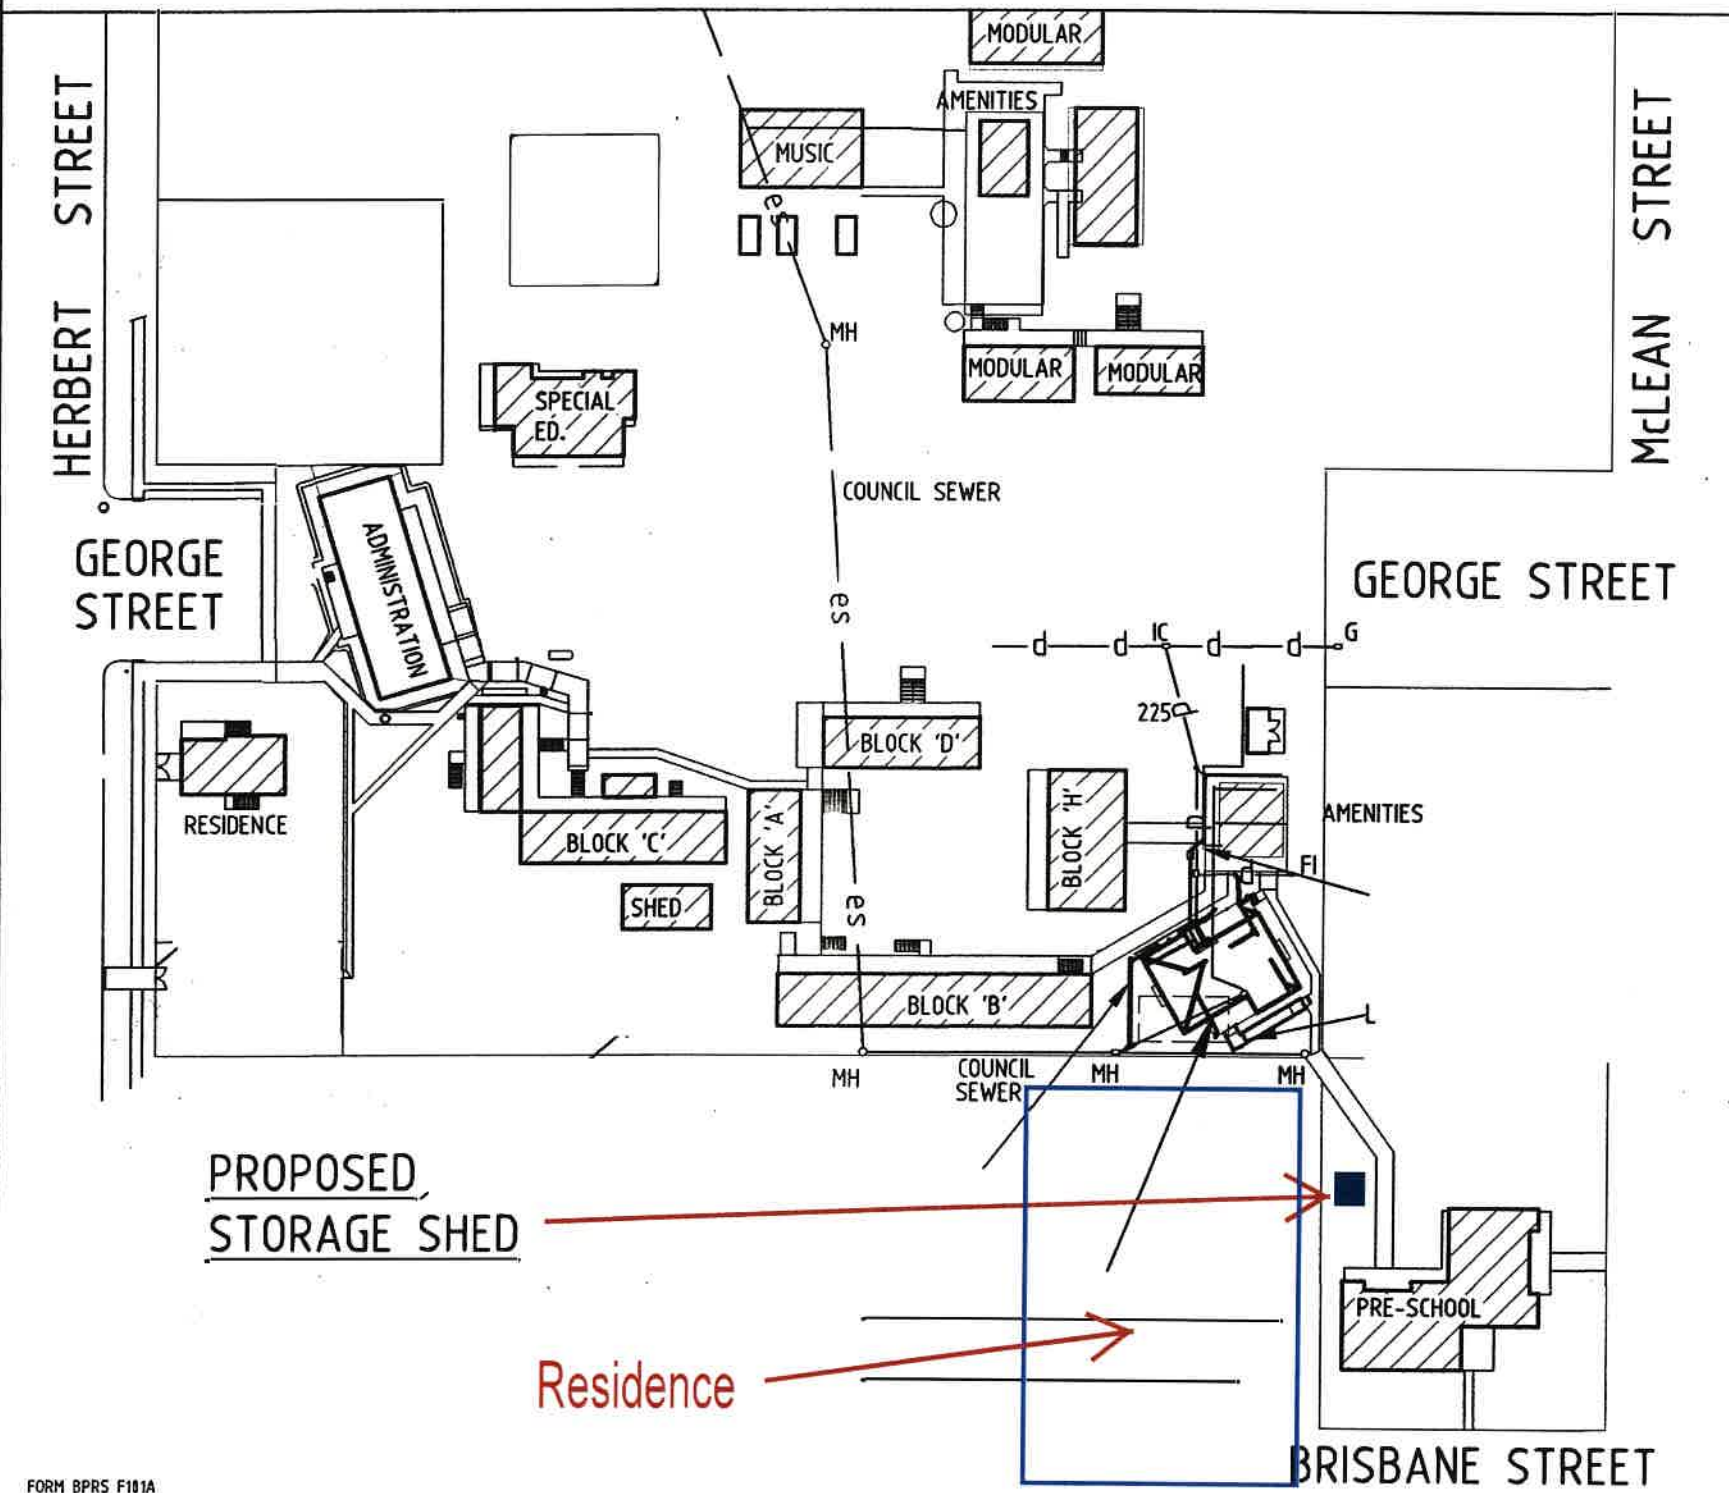 MODULAR
AMENITIES
MUSIC
es
MH
MODULAR
MODULAR
HERBERT STREET
McLEAN STREET
SPECIAL
ED.
COUNCIL SEWER
ADMINISTRATION
GEORGE
STREET
GEORGE STREET
es
IC
G
225
BLOCK 'D'
RESIDENCE
BLOCK 'C'
BLOCK 'A'
BLOCK 'H'
AMENITIES
FI
SHED
es
BLOCK 'B'
L
MH
COUNCIL
SEWER
MH
MH
PROPOSED
STORAGE SHED
PRE-SCHOOL
Residence
BRISBANE STREET
FORM BPRS F101A